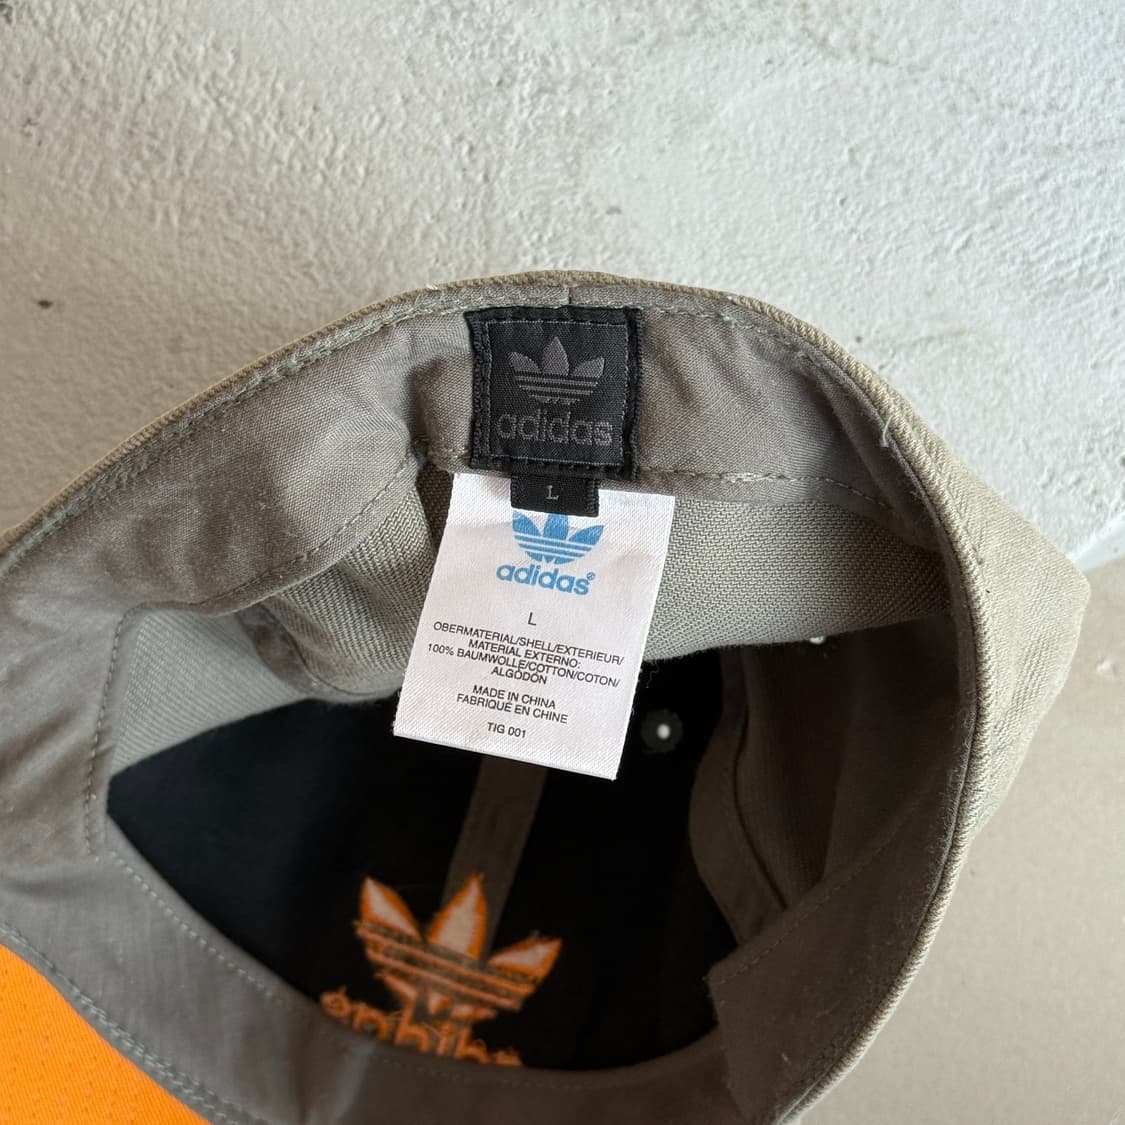 adidas
L
adidas®
L
OBERMATERIAL/SHELL/EXTERIEUR/
MATERIAL EXTERNO:
100% BAUMWOLLE/COTTON/COTON/
ALGODÓN
MADE IN CHINA
FABRIQUÉ EN CHINE
TIG 001
adidas